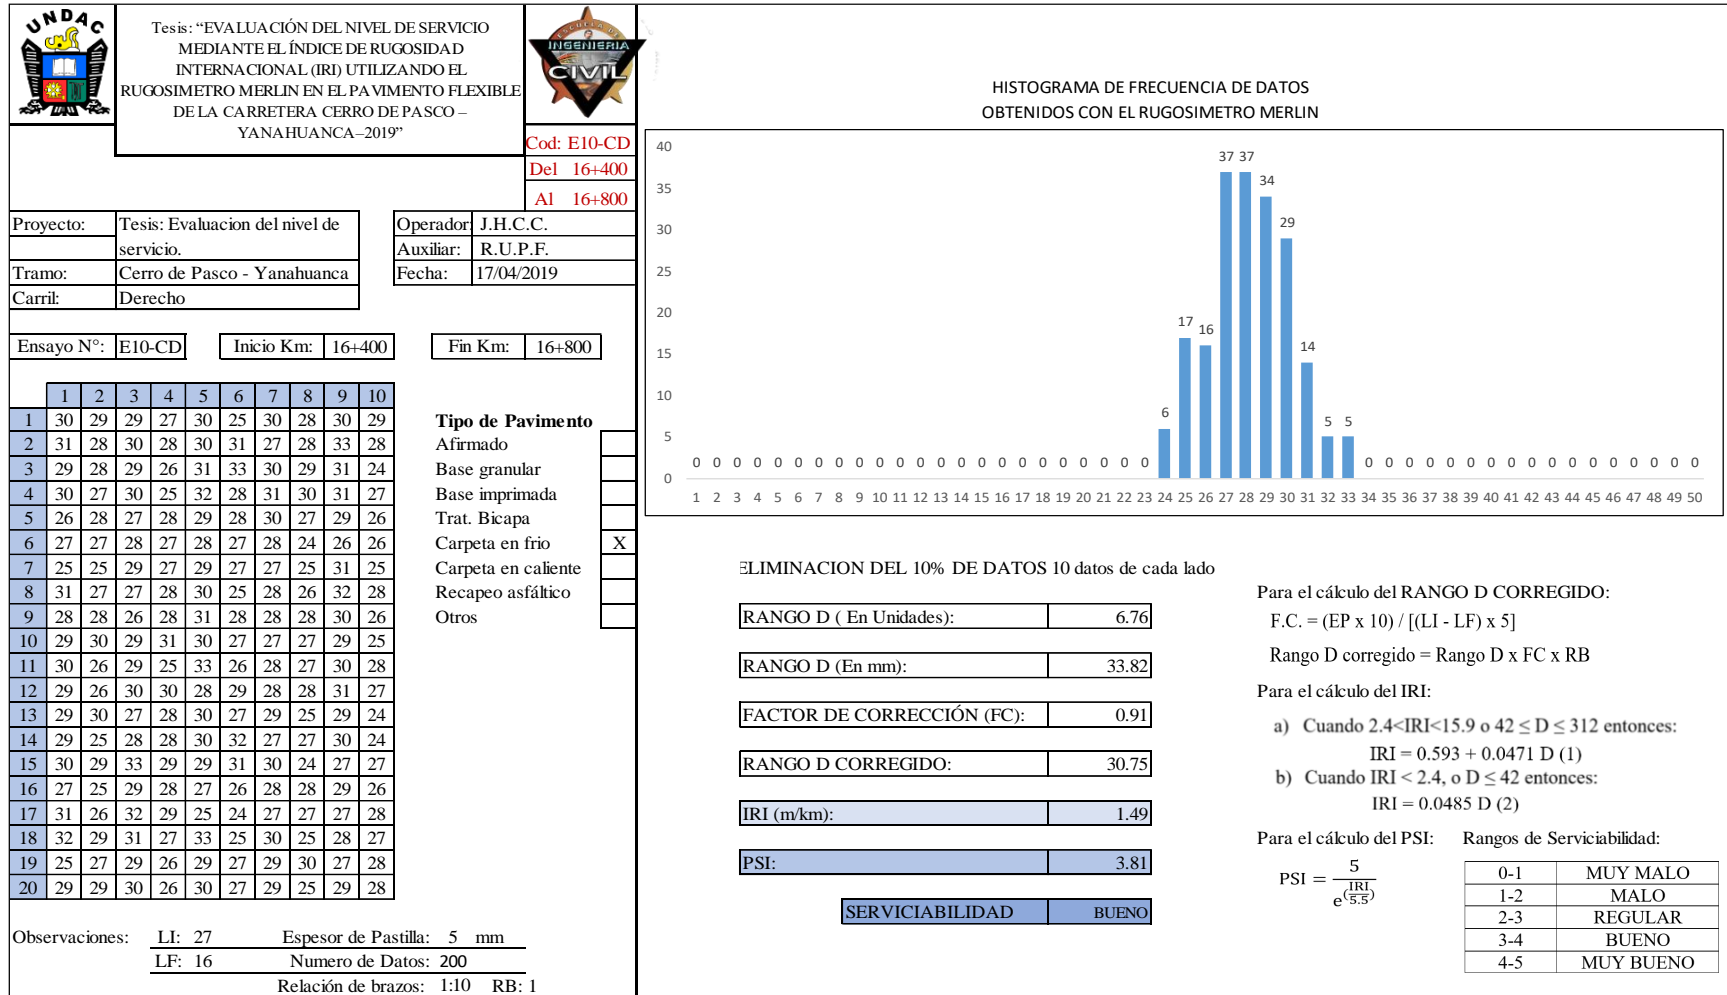 UNDAC
Tesis: “EVALUACIÓN DEL NIVEL DE SERVICIO
MEDIANTE EL ÍNDICE DE RUGOSIDAD
INTERNACIONAL (IRI) UTILIZANDO EL
RUGOSIMETRO MERLIN EN EL PAVIMENTO FLEXIBLE
DE LA CARRETERA CERRO DE PASCO –
YANAHUANCA–2019”
ESCUELA DE
INGENIERIA
CIVIL
Cod: E10-CD
Del 16+400
Al 16+800
Proyecto: Tesis: Evaluacion del nivel de
servicio.
Tramo: Cerro de Pasco - Yanahuanca
Carril: Derecho
Operador: J.H.C.C.
Auxiliar: R.U.P.F.
Fecha: 17/04/2019
Ensayo N°: E10-CD Inicio Km: 16+400 Fin Km: 16+800
1 2 3 4 5 6 7 8 9 10
1 30 29 29 27 30 25 30 28 30 29
2 31 28 30 28 30 31 27 28 33 28
3 29 28 29 26 31 33 30 29 31 24
4 30 27 30 25 32 28 31 30 31 27
5 26 28 27 28 29 28 30 27 29 26
6 27 27 28 27 28 27 28 24 26 26
7 25 25 29 27 29 27 27 25 31 25
8 31 27 27 28 30 25 28 26 32 28
9 28 28 26 28 31 28 28 28 30 26
10 29 30 29 31 30 27 27 27 29 25
11 30 26 29 25 33 26 28 27 30 28
12 29 26 30 30 28 29 28 28 31 27
13 29 30 27 28 30 27 29 25 29 24
14 29 25 28 28 30 32 27 27 30 24
15 30 29 33 29 29 31 30 24 27 27
16 27 25 29 28 27 26 28 28 29 26
17 31 26 32 29 25 24 27 27 27 28
18 32 29 31 27 33 25 30 25 28 27
19 25 27 29 26 29 27 29 30 27 28
20 29 29 30 26 30 27 29 25 29 28
Tipo de Pavimento
Afirmado
Base granular
Base imprimada
Trat. Bicapa
Carpeta en frio X
Carpeta en caliente
Recapeo asfáltico
Otros
Observaciones: LI: 27 Espesor de Pastilla: 5 mm
LF: 16 Numero de Datos: 200
Relación de brazos: 1:10 RB: 1
HISTOGRAMA DE FRECUENCIA DE DATOS
OBTENIDOS CON EL RUGOSIMETRO MERLIN
40
35
30
25
20
15
10
5
0
0 0 0 0 0 0 0 0 0 0 0 0 0 0 0 0 0 0 0 0 0 0 0 6 17 16 37 37 34 29 14 5 5 0 0 0 0 0 0 0 0 0 0 0 0 0 0 0 0 0
1 2 3 4 5 6 7 8 9 10 11 12 13 14 15 16 17 18 19 20 21 22 23 24 25 26 27 28 29 30 31 32 33 34 35 36 37 38 39 40 41 42 43 44 45 46 47 48 49 50
ELIMINACION DEL 10% DE DATOS 10 datos de cada lado
RANGO D ( En Unidades): 6.76
RANGO D (En mm): 33.82
FACTOR DE CORRECCIÓN (FC): 0.91
RANGO D CORREGIDO: 30.75
IRI (m/km): 1.49
PSI: 3.81
SERVICIABILIDAD BUENO
Para el cálculo del RANGO D CORREGIDO:
F.C. = (EP x 10) / [(LI - LF) x 5]
Rango D corregido = Rango D x FC x RB
Para el cálculo del IRI:
a) Cuando 2.4<IRI<15.9 o 42 ≤ D ≤ 312 entonces:
IRI = 0.593 + 0.0471 D (1)
b) Cuando IRI < 2.4, o D ≤ 42 entonces:
IRI = 0.0485 D (2)
Para el cálculo del PSI: Rangos de Serviciabilidad:
PSI = 5 / e^(IRI/5.5)
0-1 MUY MALO
1-2 MALO
2-3 REGULAR
3-4 BUENO
4-5 MUY BUENO